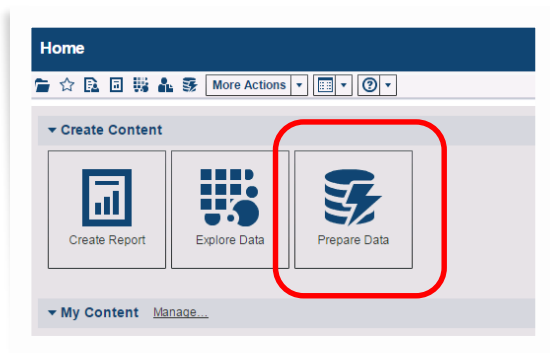 Home
More Actions
Create Content
Create Report
Explore Data
Prepare Data
My Content Manage...